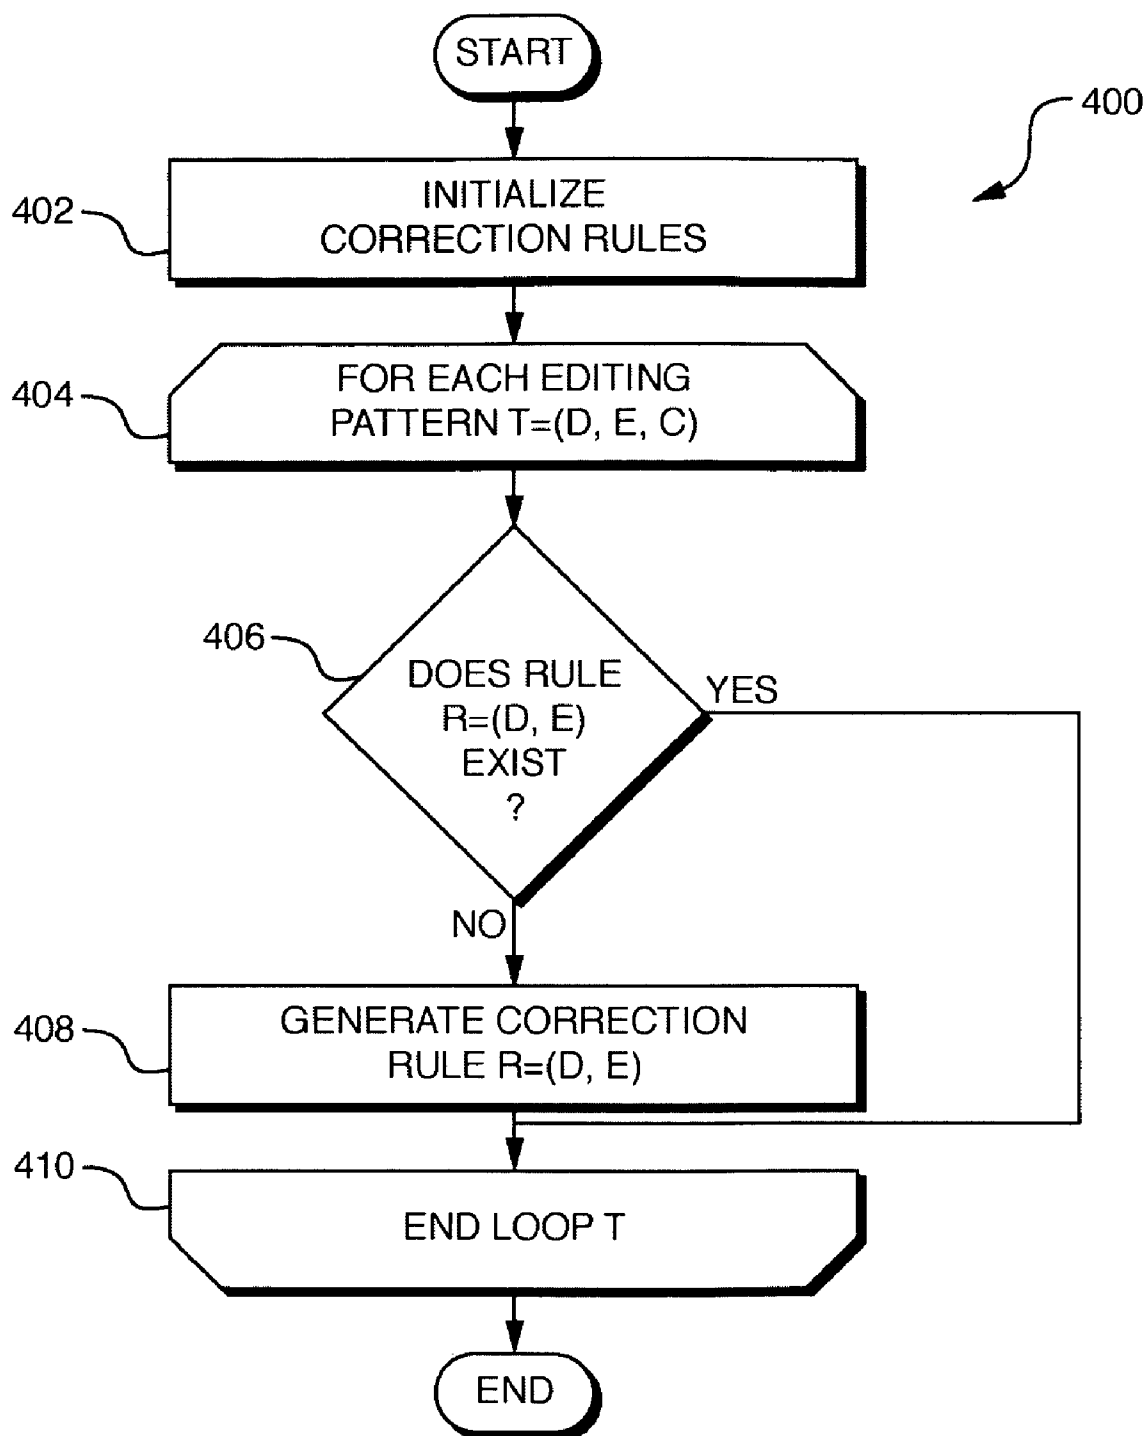 START
400
402
INITIALIZE
CORRECTION RULES
404
FOR EACH EDITING
PATTERN T=(D, E, C)
406
DOES RULE
R=(D, E)
EXIST
?
YES
NO
408
GENERATE CORRECTION
RULE R=(D, E)
410
END LOOP T
END